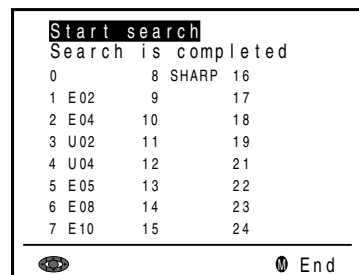 Start search
Search is completed
0 8 SHARP 16
1 E02 9 17
2 E04 10 18
3 U02 11 19
4 U04 12 21
5 E05 13 22
6 E08 14 23
7 E10 15 24
M End